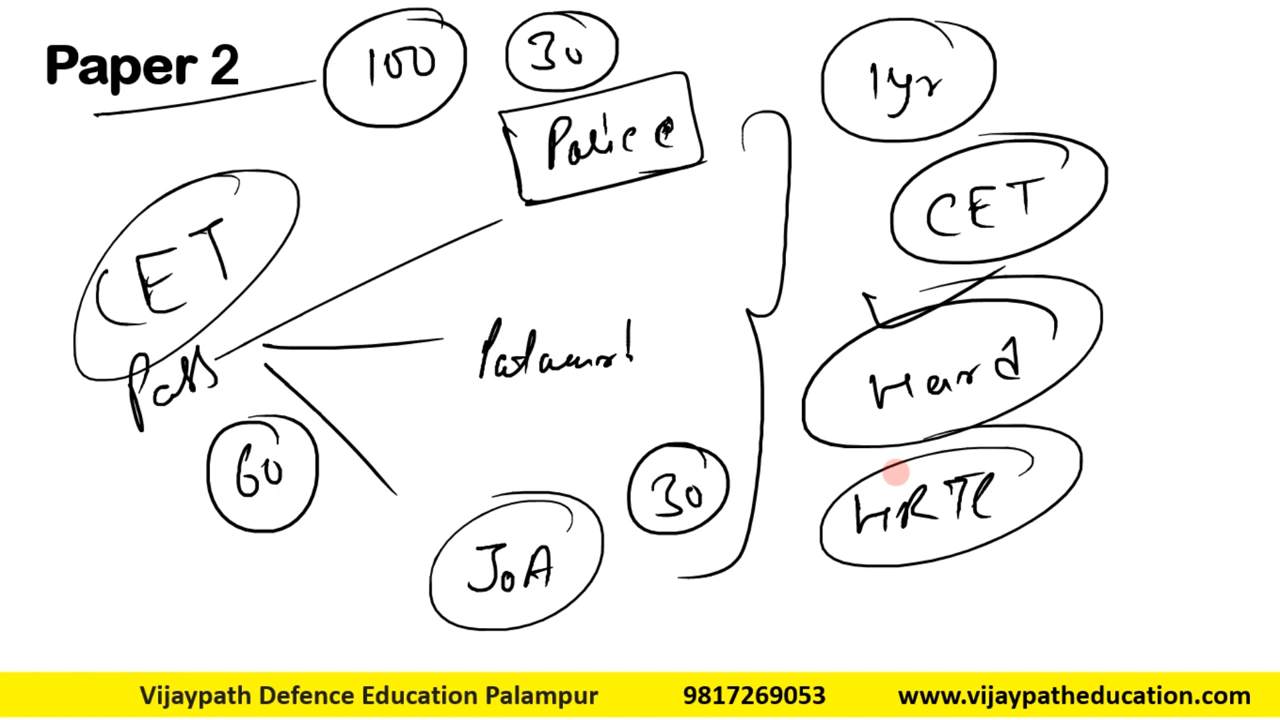 Paper 2
100
30
1yr
Police
CET
CET
Pass
Hard
60
30
HRTC
JOA
Vijaypath Defence Education Palampur 9817269053 www.vijaypatheducation.com